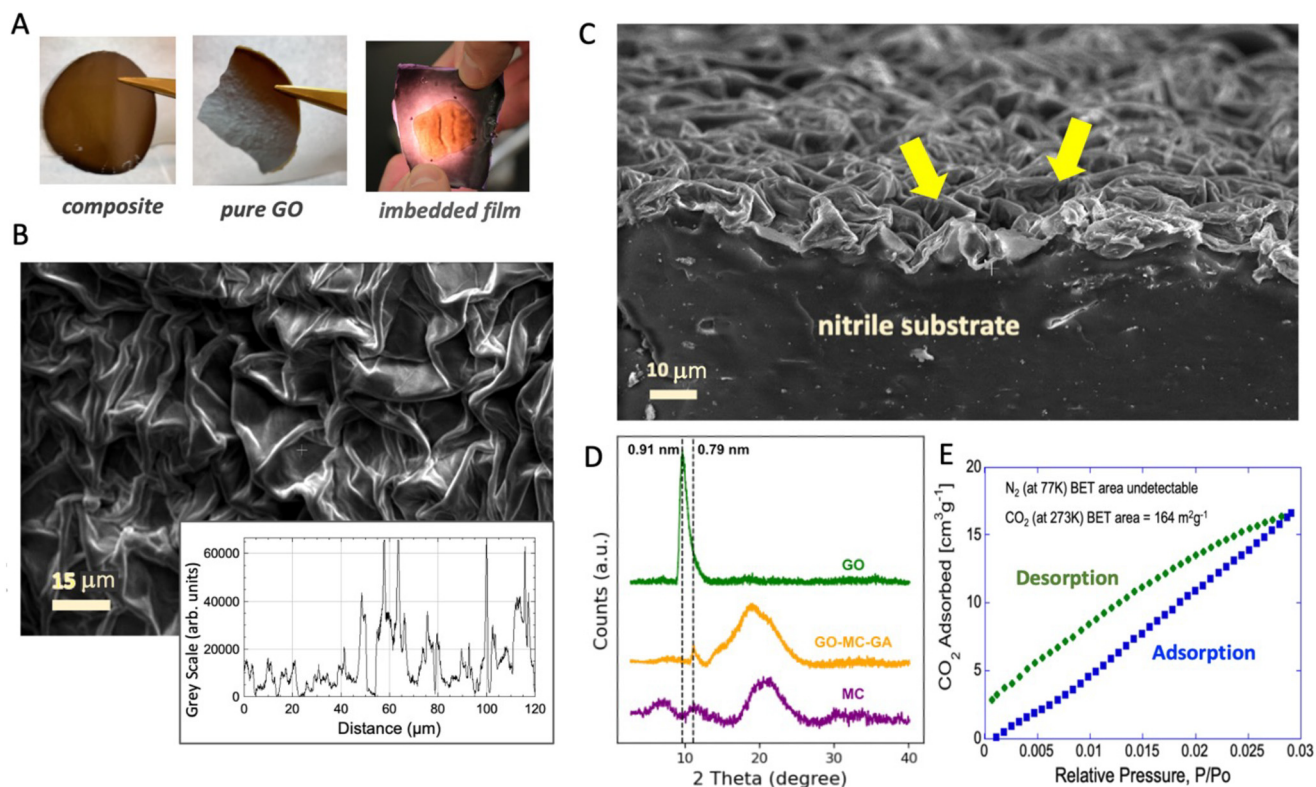 A
composite
pure GO
imbedded film
B
15 μm
Grey Scale (arb. units)
60000
40000
20000
10000
0
0 20 40 60 80 100 120
Distance (μm)
C
nitrile substrate
10 μm
D
0.91 nm
0.79 nm
Counts (a.u.)
GO
GO-MC-GA
MC
10 20 30 40
2 Theta (degree)
E
CO₂ Adsorbed [cm³g⁻¹]
20
15
10
5
0
N₂ (at 77K) BET area undetectable
CO₂ (at 273K) BET area = 164 m²g⁻¹
Desorption
Adsorption
0 0.005 0.01 0.015 0.02 0.025 0.03
Relative Pressure, P/Po